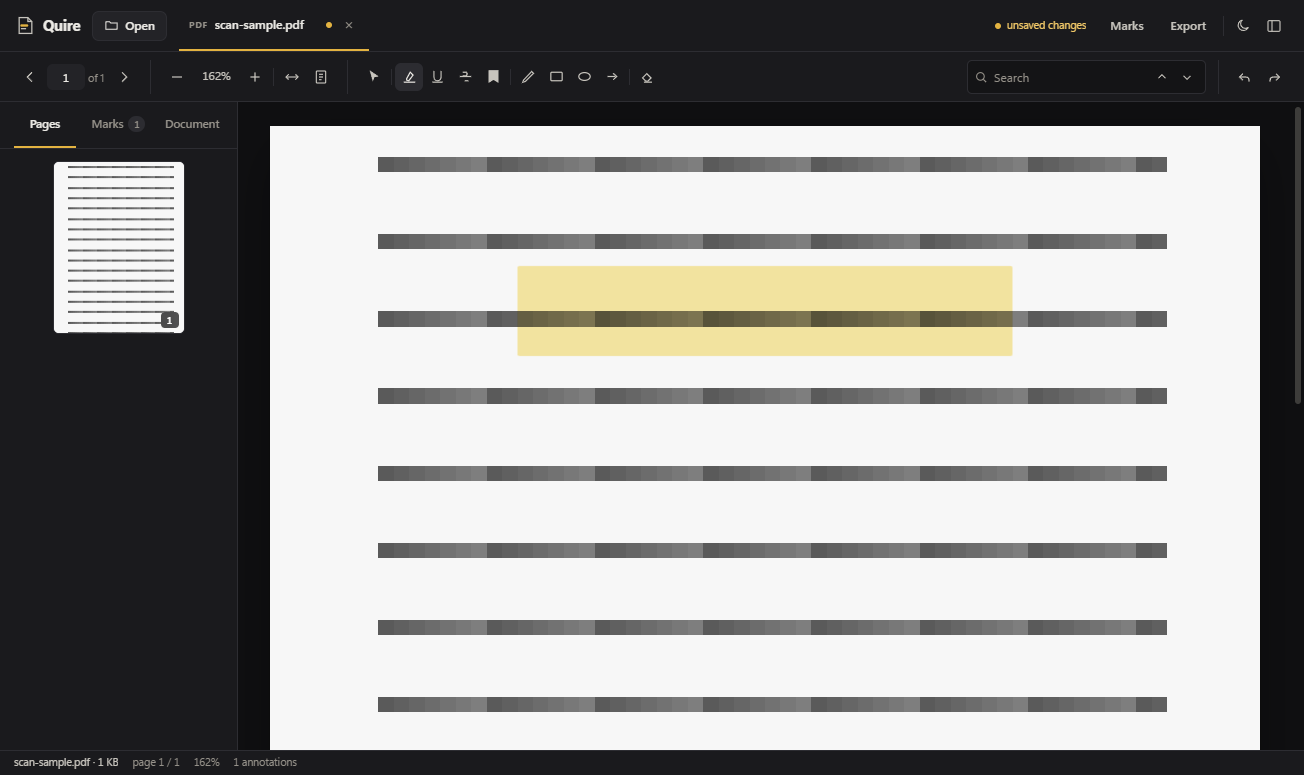 Quire
Open
PDF scan-sample.pdf
unsaved changes
Marks
Export
1 of 1
162%
Search
Pages
Marks 1
Document
1
scan-sample.pdf · 1 KB page 1 / 1 162% 1 annotations